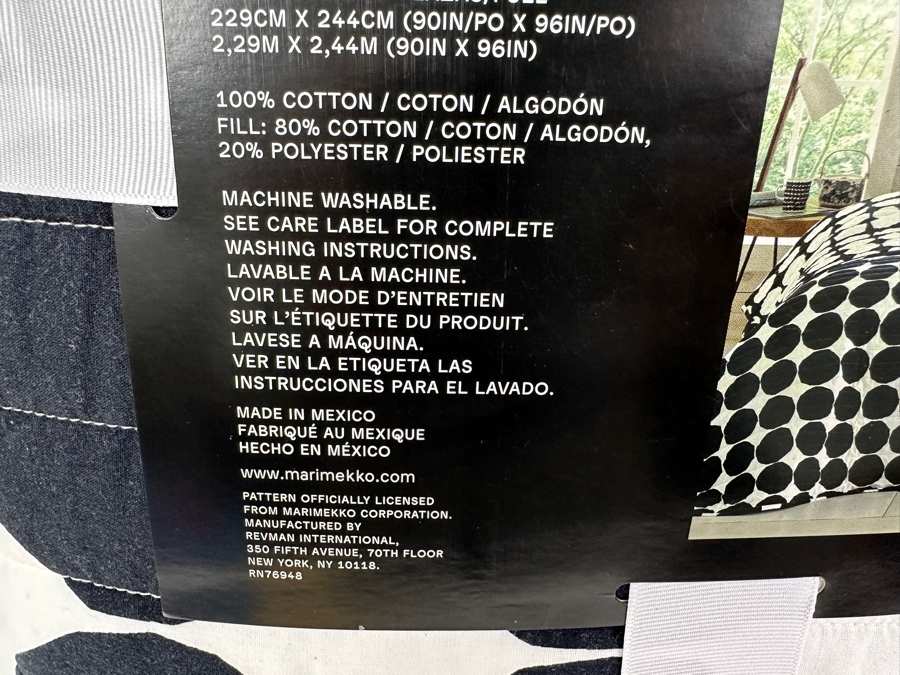 229CM X 244CM (90IN/PO X 96IN/PO)
2,29M X 2,44M (90IN X 96IN)
100% COTTON / COTON / ALGODÓN
FILL: 80% COTTON / COTON / ALGODÓN,
20% POLYESTER / POLIESTER
MACHINE WASHABLE.
SEE CARE LABEL FOR COMPLETE
WASHING INSTRUCTIONS.
LAVABLE A LA MACHINE.
VOIR LE MODE D'ENTRETIEN
SUR L'ÉTIQUETTE DU PRODUIT.
LAVESE A MÁQUINA.
VER EN LA ETIQUETA LAS
INSTRUCCIONES PARA EL LAVADO.
MADE IN MEXICO
FABRIQUÉ AU MEXIQUE
HECHO EN MÉXICO
www.marimekko.com
PATTERN OFFICIALLY LICENSED
FROM MARIMEKKO CORPORATION.
MANUFACTURED BY
REVMAN INTERNATIONAL,
350 FIFTH AVENUE, 70TH FLOOR
NEW YORK, NY 10118.
RN76948